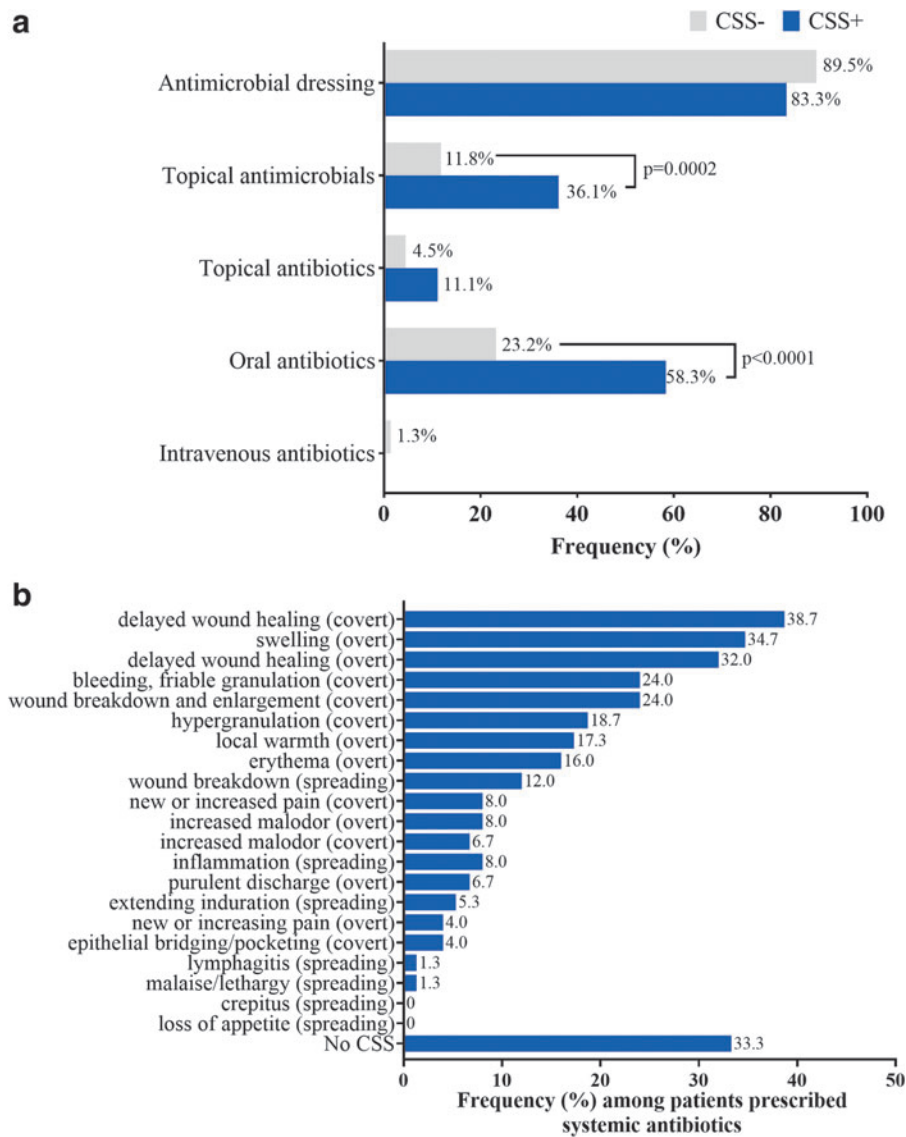 a
CSS- CSS+
Antimicrobial dressing 89.5% 83.3%
Topical antimicrobials 11.8% 36.1% p=0.0002
Topical antibiotics 4.5% 11.1%
Oral antibiotics 23.2% 58.3% p<0.0001
Intravenous antibiotics 1.3%
0 20 40 60 80 100
Frequency (%)
b
delayed wound healing (covert) 38.7
swelling (overt) 34.7
delayed wound healing (overt) 32.0
bleeding, friable granulation (covert) 24.0
wound breakdown and enlargement (covert) 24.0
hypergranulation (covert) 18.7
local warmth (overt) 17.3
erythema (overt) 16.0
wound breakdown (spreading) 12.0
new or increased pain (covert) 8.0
increased malodor (overt) 8.0
increased malodor (covert) 6.7
inflammation (spreading) 8.0
purulent discharge (overt) 6.7
extending induration (spreading) 5.3
new or increasing pain (overt) 4.0
epithelial bridging/pocketing (covert) 4.0
lymphagitis (spreading) 1.3
malaise/lethargy (spreading) 1.3
crepitus (spreading) 0
loss of appetite (spreading) 0
No CSS 33.3
0 10 20 30 40 50
Frequency (%) among patients prescribed
systemic antibiotics